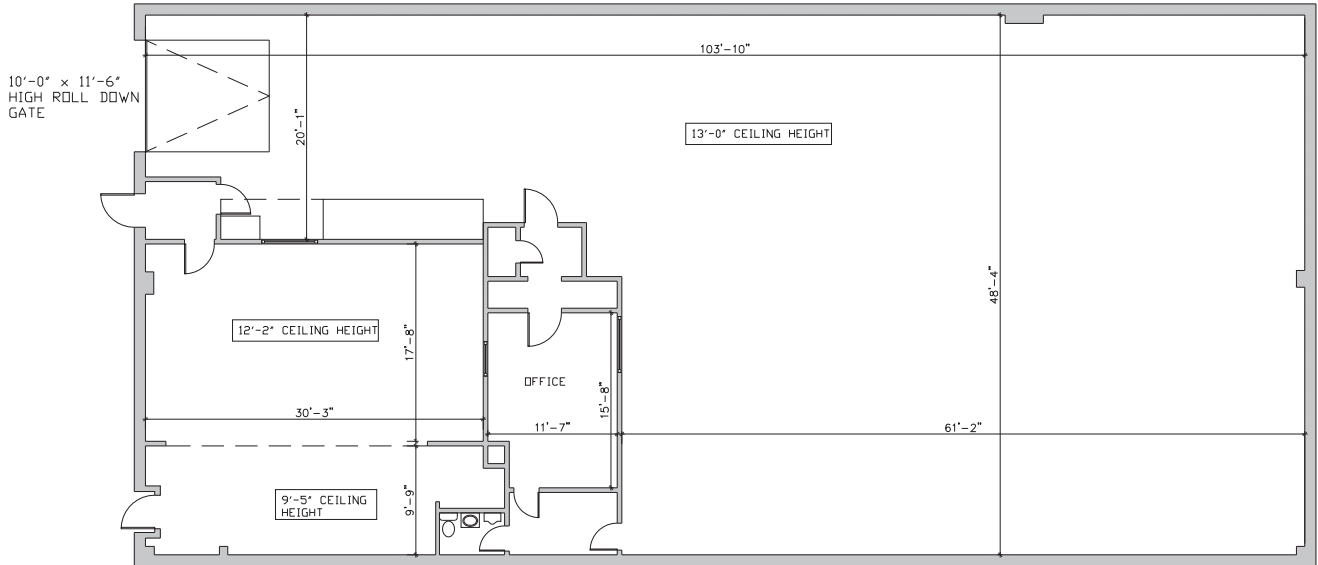 103'-10"
10'-0" x 11'-6"
HIGH ROLL DOWN
GATE
20'-1"
13'-0" CEILING HEIGHT
48'-4"
12'-2" CEILING HEIGHT
17'-8"
OFFICE
15'-8"
30'-3"
11'-7"
61'-2"
9'-5" CEILING
HEIGHT
9'-9"